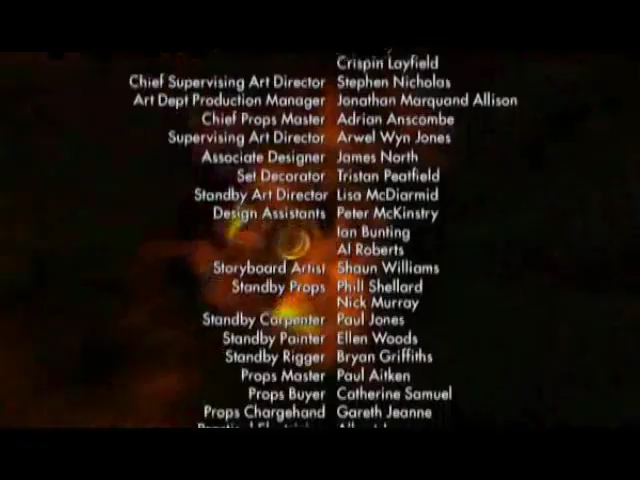 Crispin Layfield
Chief Supervising Art Director Stephen Nicholas
Art Dept Production Manager Jonathan Marquand Allison
Chief Props Master Adrian Anscombe
Supervising Art Director Arwel Wyn Jones
Associate Designer James North
Set Decorator Tristan Peatfield
Standby Art Director Lisa McDiarmid
Design Assistants Peter McKinstry
Ian Bunting
Al Roberts
Storyboard Artist Shaun Williams
Standby Props Phill Shellard
Nick Murray
Standby Carpenter Paul Jones
Standby Painter Ellen Woods
Standby Rigger Bryan Griffiths
Props Master Paul Aitken
Props Buyer Catherine Samuel
Props Chargehand Gareth Jeanne